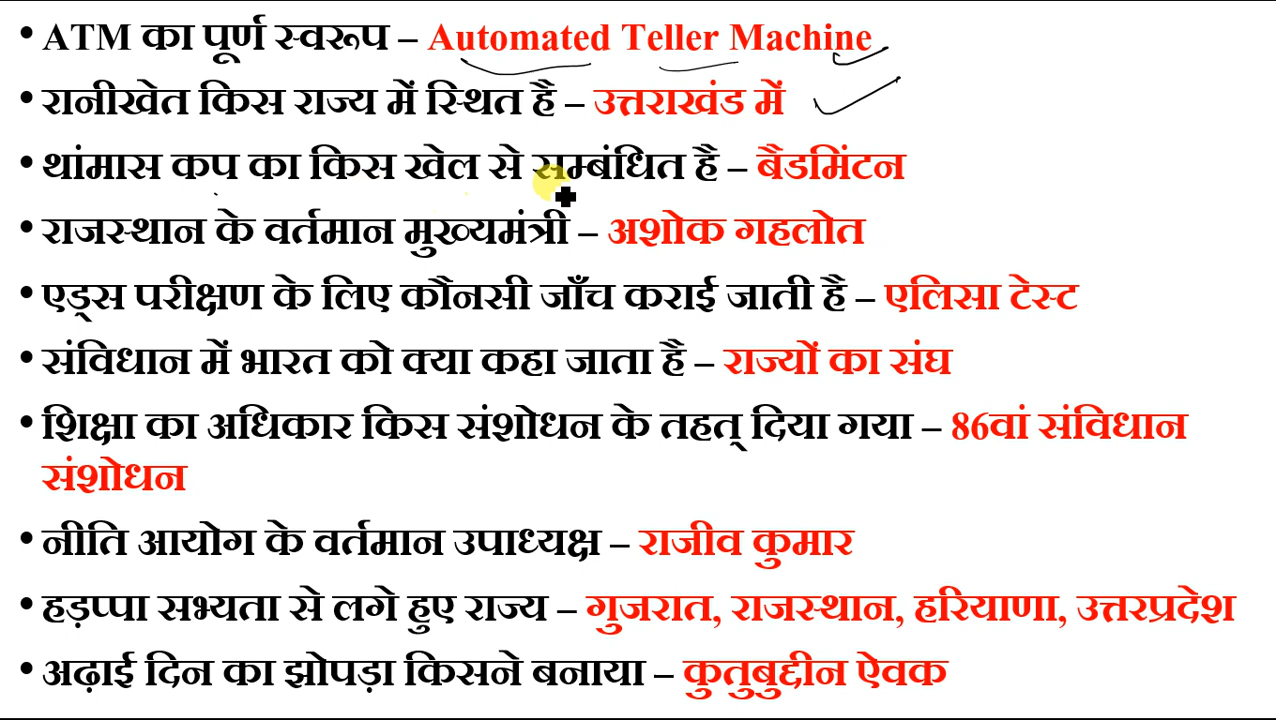 • ATM का पूर्ण स्वरूप – Automated Teller Machine
• रानीखेत किस राज्य में स्थित है – उत्तराखंड में
• थांमास कप का किस खेल से सम्बंधित है – बैडमिंटन
• राजस्थान के वर्तमान मुख्यमंत्री – अशोक गहलोत
• एड्स परीक्षण के लिए कौनसी जाँच कराई जाती है – एलिसा टेस्ट
• संविधान में भारत को क्या कहा जाता है – राज्यों का संघ
• शिक्षा का अधिकार किस संशोधन के तहत् दिया गया – 86वां संविधान
संशोधन
• नीति आयोग के वर्तमान उपाध्यक्ष – राजीव कुमार
• हड़प्पा सभ्यता से लगे हुए राज्य – गुजरात, राजस्थान, हरियाणा, उत्तरप्रदेश
• अढ़ाई दिन का झोपड़ा किसने बनाया – कुतुबुद्दीन ऐवक